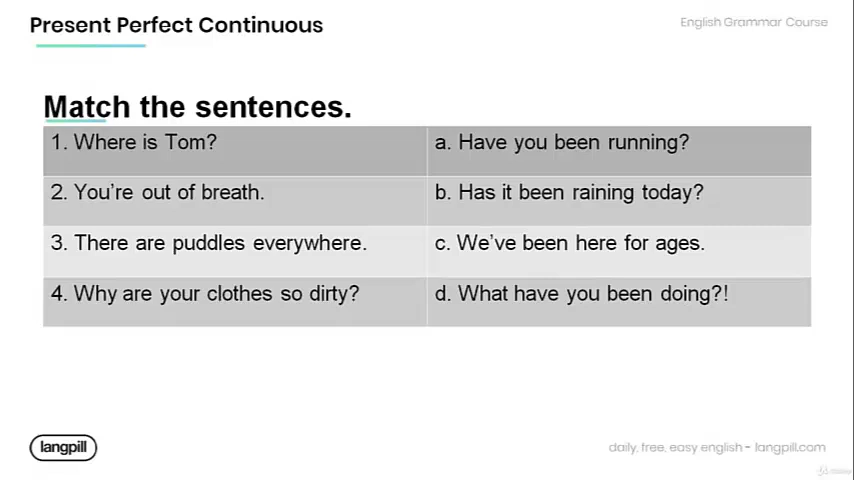 Present Perfect Continuous
English Grammar Course
Match the sentences.
1. Where is Tom?
a. Have you been running?
2. You’re out of breath.
b. Has it been raining today?
3. There are puddles everywhere.
c. We’ve been here for ages.
4. Why are your clothes so dirty?
d. What have you been doing?!
langpill
daily, free, easy english - langpill.com